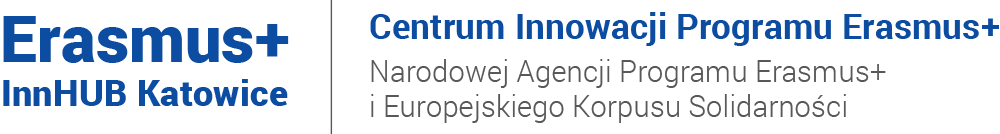 Erasmus+
InnHUB Katowice
Centrum Innowacji Programu Erasmus+
Narodowej Agencji Programu Erasmus+
i Europejskiego Korpusu Solidarności